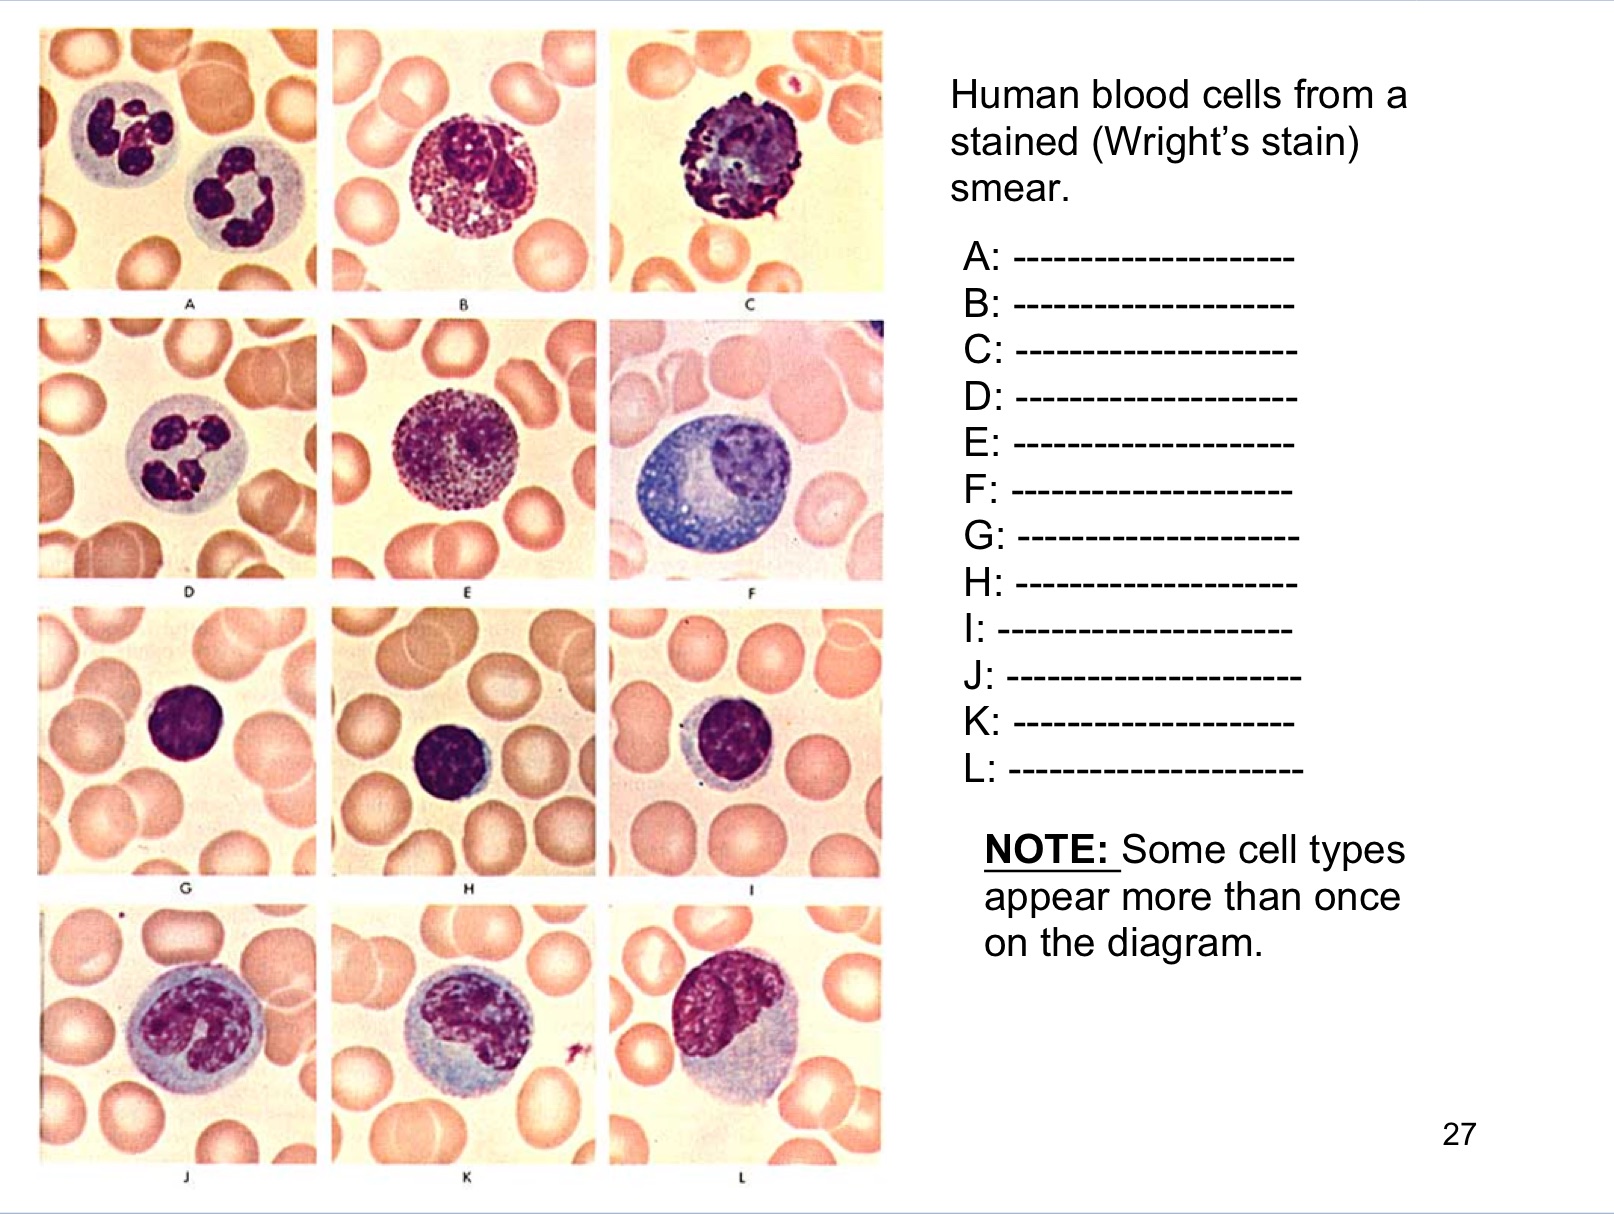 A
B
C
D
E
F
G
H
I
J
K
L
Human blood cells from a
stained (Wright’s stain)
smear.
A: ---------------------
B: ---------------------
C: ---------------------
D: ---------------------
E: ---------------------
F: ---------------------
G: ---------------------
H: ---------------------
I: ----------------------
J: ----------------------
K: ---------------------
L: ----------------------
NOTE: Some cell types
appear more than once
on the diagram.
27